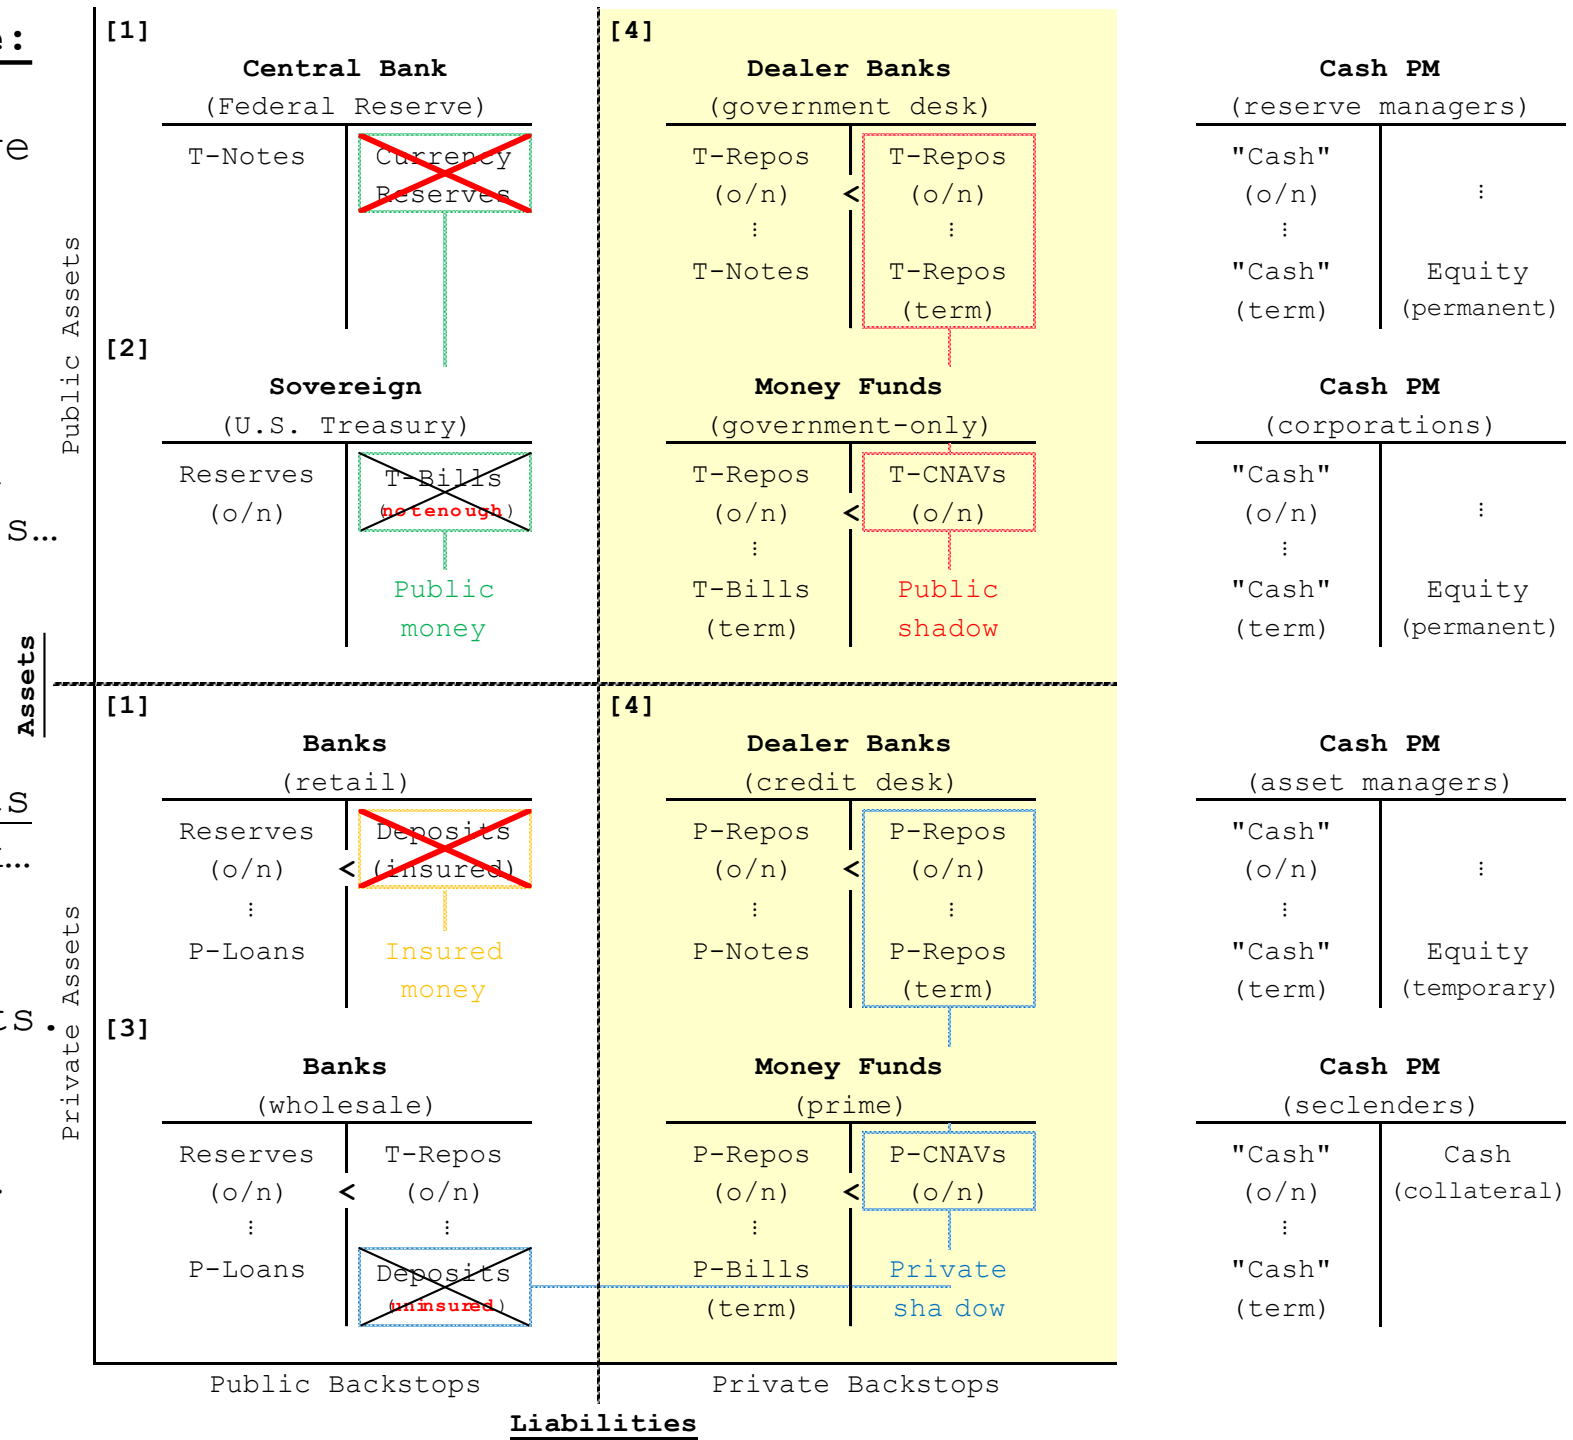 e:
[1]
Central Bank
(Federal Reserve)
T-Notes
Currency
Reserves
[2]
Sovereign
(U.S. Treasury)
Reserves
(o/n)
T-Bills
(not enough)
Public
money
[4]
Dealer Banks
(government desk)
T-Repos
(o/n)
⋮
T-Notes
<
T-Repos
(o/n)
⋮
T-Repos
(term)
Money Funds
(government-only)
T-Repos
(o/n)
⋮
T-Bills
(term)
<
T-CNAVs
(o/n)
Public
shadow
Cash PM
(reserve managers)
"Cash"
(o/n)
⋮
"Cash"
(term)
⋮
Equity
(permanent)
Cash PM
(corporations)
"Cash"
(o/n)
⋮
"Cash"
(term)
⋮
Equity
(permanent)
Public Assets
s…
Assets
[1]
Banks
(retail)
Reserves
(o/n)
⋮
P-Loans
<
Deposits
(insured)
Insured
money
[3]
Banks
(wholesale)
Reserves
(o/n)
⋮
P-Loans
<
T-Repos
(o/n)
⋮
Deposits
(uninsured)
[4]
Dealer Banks
(credit desk)
P-Repos
(o/n)
⋮
P-Notes
<
P-Repos
(o/n)
⋮
P-Repos
(term)
Money Funds
(prime)
P-Repos
(o/n)
⋮
P-Bills
(term)
<
P-CNAVs
(o/n)
Private
sha dow
Cash PM
(asset managers)
"Cash"
(o/n)
⋮
"Cash"
(term)
⋮
Equity
(temporary)
Cash PM
(seclenders)
"Cash"
(o/n)
⋮
"Cash"
(term)
Cash
(collateral)
Private Assets
ts.
Public Backstops
Private Backstops
Liabilities